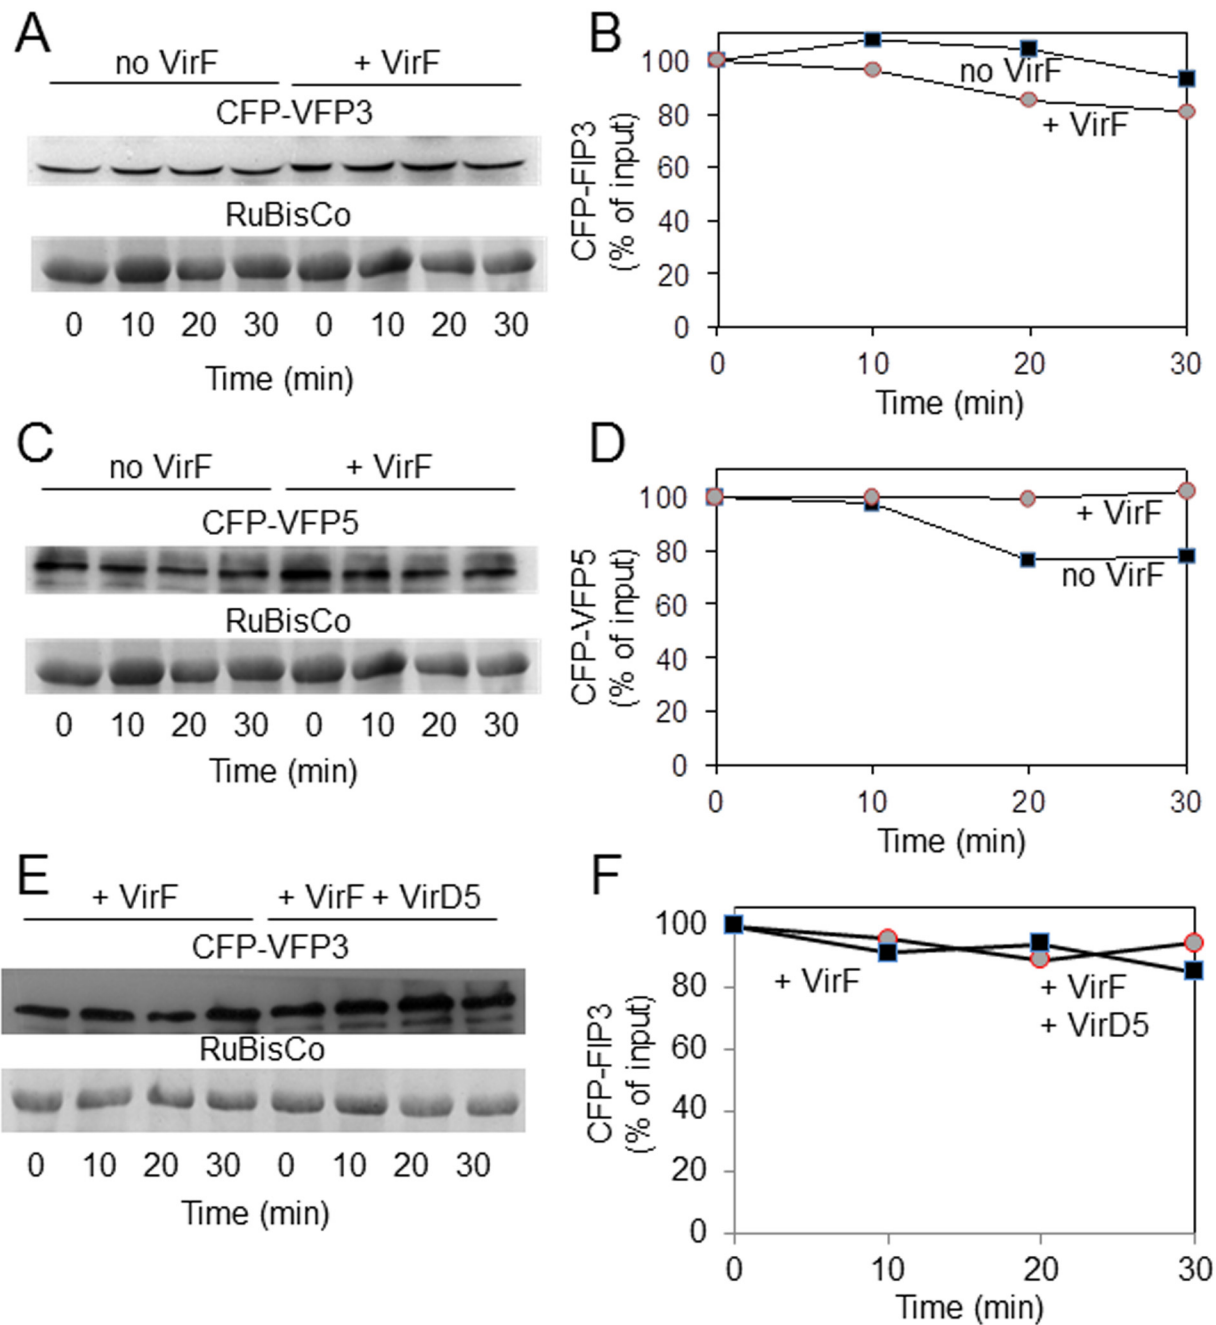 A
no VirF + VirF
CFP-VFP3
RuBisCo
0 10 20 30 0 10 20 30
Time (min)
B
CFP-FIP3
(% of input)
100
80
60
40
20
0
no VirF
+ VirF
0 10 20 30
Time (min)
C
no VirF + VirF
CFP-VFP5
RuBisCo
0 10 20 30 0 10 20 30
Time (min)
D
CFP-VFP5
(% of input)
100
80
60
40
20
0
+ VirF
no VirF
0 10 20 30
Time (min)
E
+ VirF + VirF + VirD5
CFP-VFP3
RuBisCo
0 10 20 30 0 10 20 30
Time (min)
F
CFP-FIP3
(% of input)
100
80
60
40
20
0
+ VirF
+ VirF
+ VirD5
0 10 20 30
Time (min)